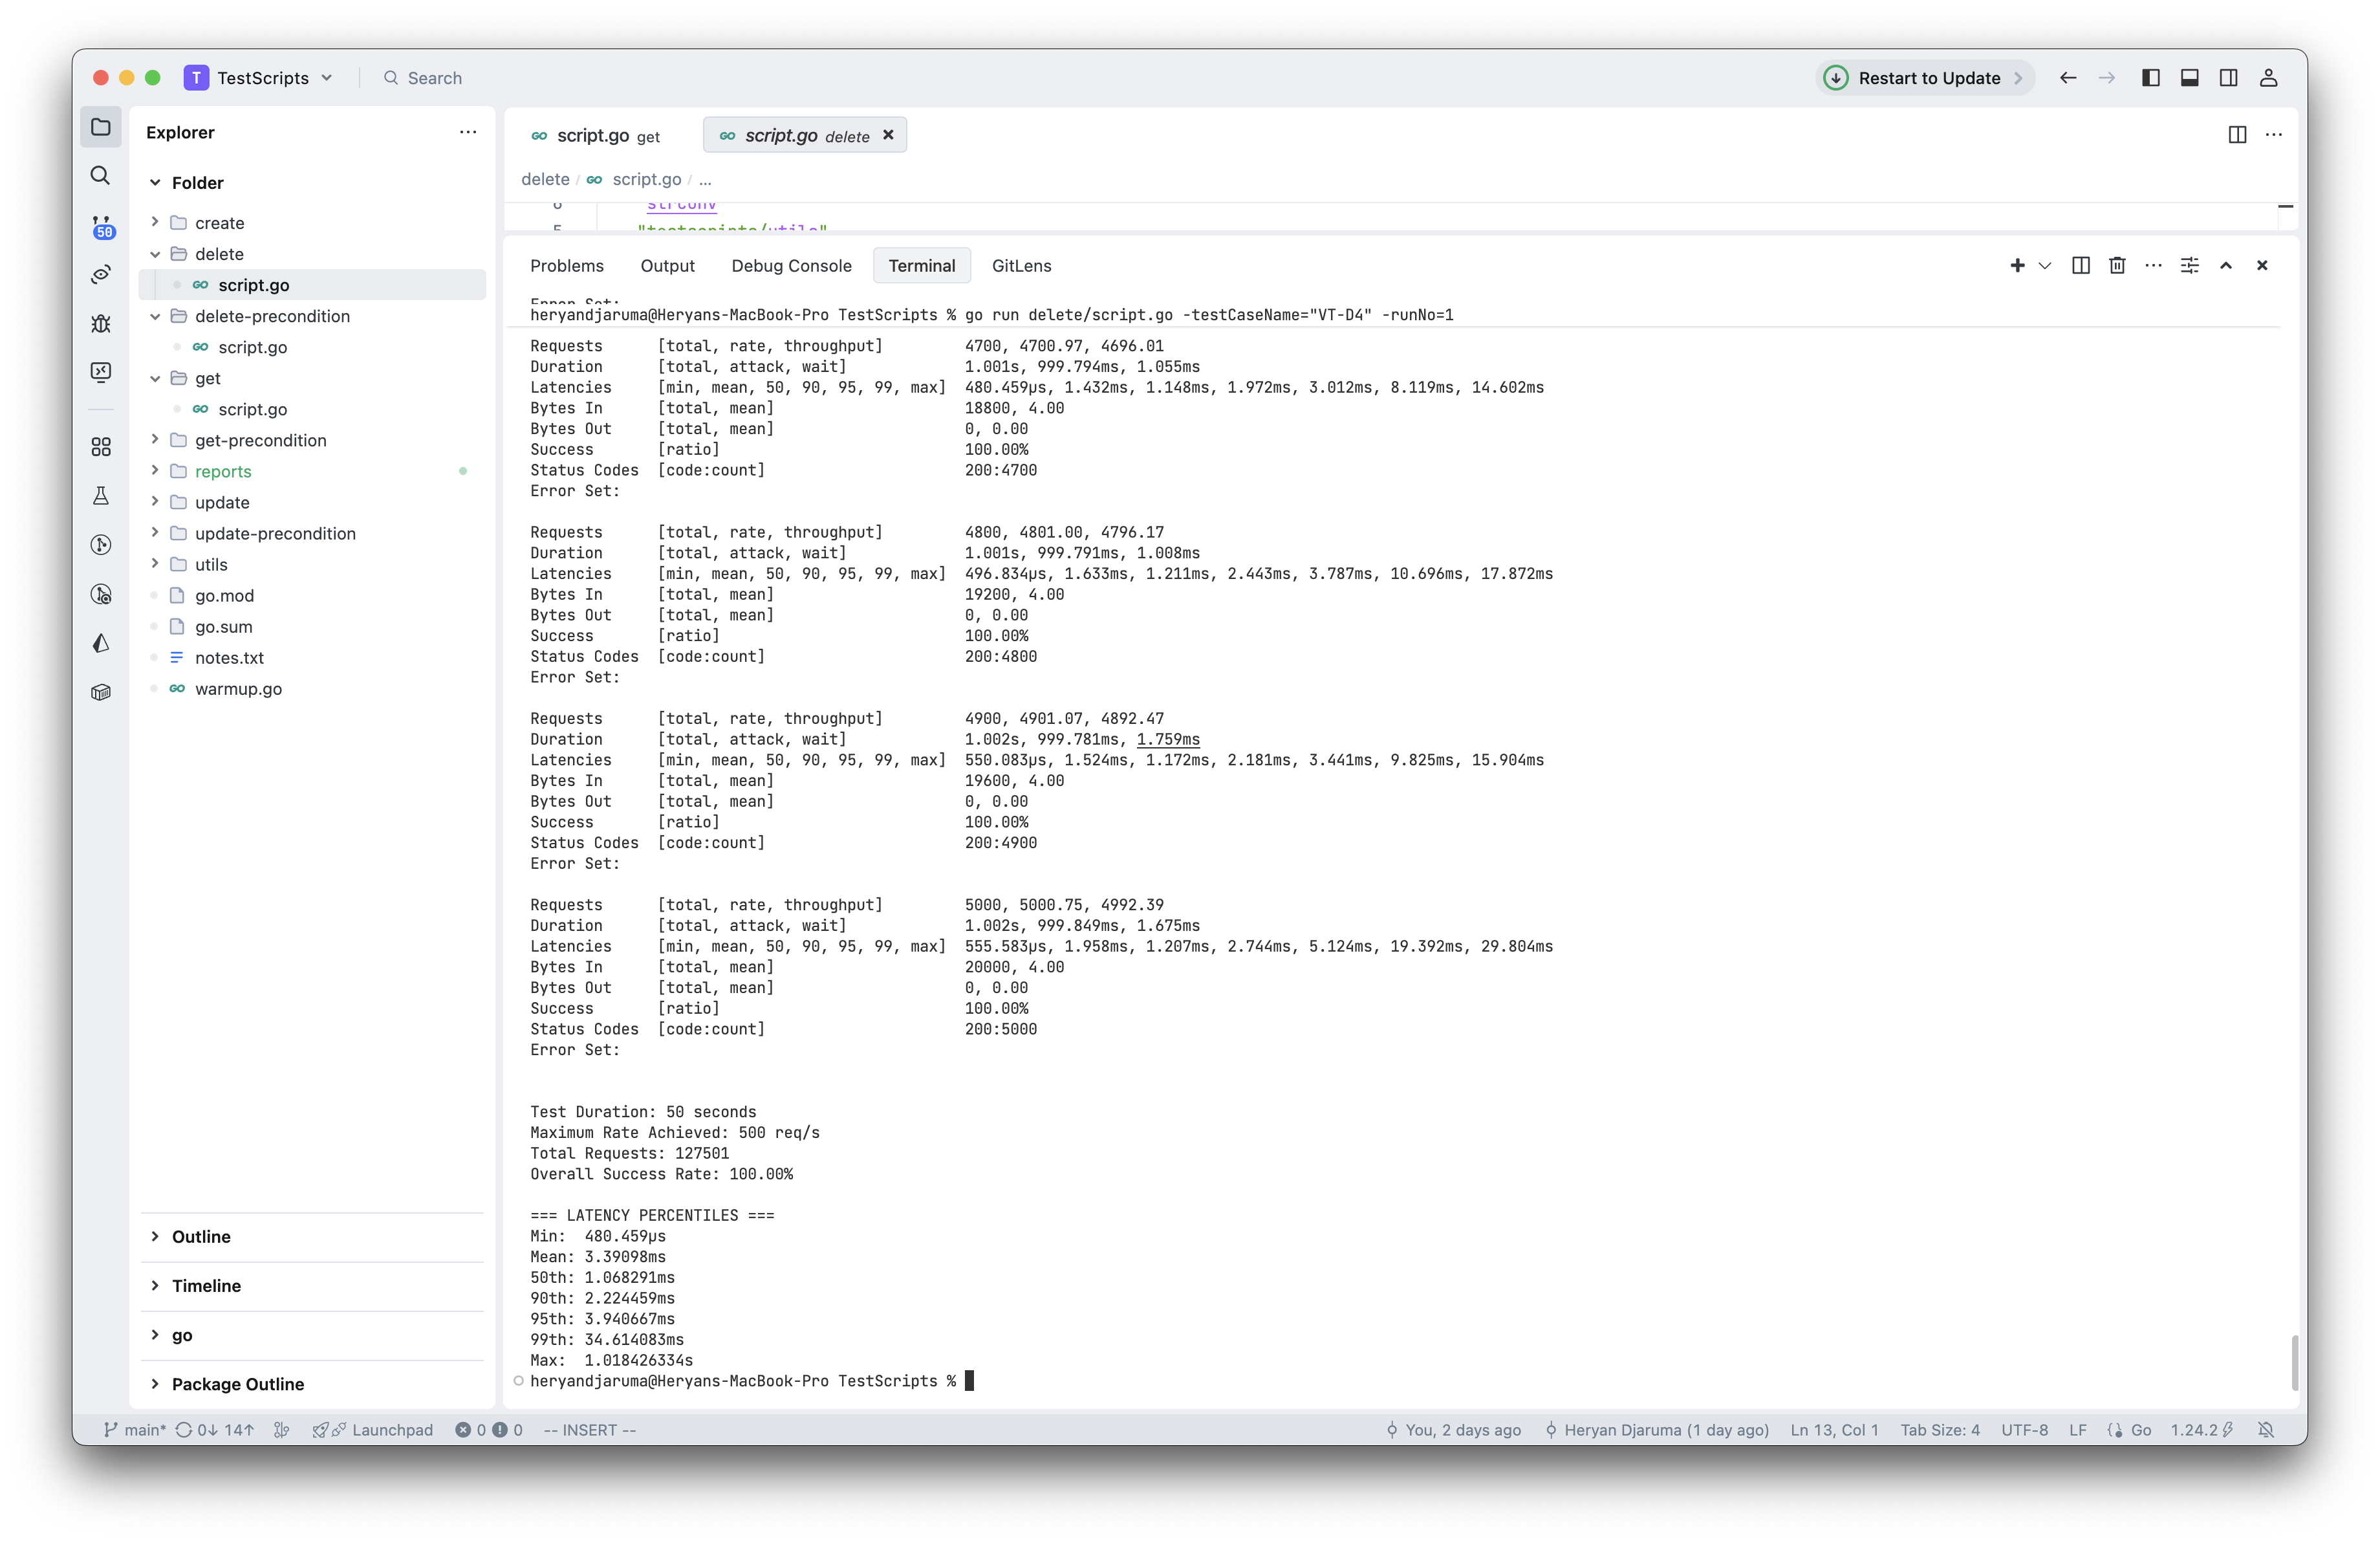 T TestScripts Search Restart to Update
Explorer
Folder
create
delete
script.go
delete-precondition
script.go
get
script.go
get-precondition
reports
update
update-precondition
utils
go.mod
go.sum
notes.txt
warmup.go
Outline
Timeline
go
Package Outline
50
GO script.go get GO script.go delete
delete / GO script.go / ...
6 strconv
5 "testscripts/utils"
Problems Output Debug Console Terminal GitLens
Error Set:
heryandjaruma@Heryans-MacBook-Pro TestScripts % go run delete/script.go -testCaseName="VT-D4" -runNo=1
Requests [total, rate, throughput] 4700, 4700.97, 4696.01
Duration [total, attack, wait] 1.001s, 999.794ms, 1.055ms
Latencies [min, mean, 50, 90, 95, 99, max] 480.459µs, 1.432ms, 1.148ms, 1.972ms, 3.012ms, 8.119ms, 14.602ms
Bytes In [total, mean] 18800, 4.00
Bytes Out [total, mean] 0, 0.00
Success [ratio] 100.00%
Status Codes [code:count] 200:4700
Error Set:
Requests [total, rate, throughput] 4800, 4801.00, 4796.17
Duration [total, attack, wait] 1.001s, 999.791ms, 1.008ms
Latencies [min, mean, 50, 90, 95, 99, max] 496.834µs, 1.633ms, 1.211ms, 2.443ms, 3.787ms, 10.696ms, 17.872ms
Bytes In [total, mean] 19200, 4.00
Bytes Out [total, mean] 0, 0.00
Success [ratio] 100.00%
Status Codes [code:count] 200:4800
Error Set:
Requests [total, rate, throughput] 4900, 4901.07, 4892.47
Duration [total, attack, wait] 1.002s, 999.781ms, 1.759ms
Latencies [min, mean, 50, 90, 95, 99, max] 550.083µs, 1.524ms, 1.172ms, 2.181ms, 3.441ms, 9.825ms, 15.904ms
Bytes In [total, mean] 19600, 4.00
Bytes Out [total, mean] 0, 0.00
Success [ratio] 100.00%
Status Codes [code:count] 200:4900
Error Set:
Requests [total, rate, throughput] 5000, 5000.75, 4992.39
Duration [total, attack, wait] 1.002s, 999.849ms, 1.675ms
Latencies [min, mean, 50, 90, 95, 99, max] 555.583µs, 1.958ms, 1.207ms, 2.744ms, 5.124ms, 19.392ms, 29.804ms
Bytes In [total, mean] 20000, 4.00
Bytes Out [total, mean] 0, 0.00
Success [ratio] 100.00%
Status Codes [code:count] 200:5000
Error Set:
Test Duration: 50 seconds
Maximum Rate Achieved: 500 req/s
Total Requests: 127501
Overall Success Rate: 100.00%
=== LATENCY PERCENTILES ===
Min: 480.459µs
Mean: 3.39098ms
50th: 1.068291ms
90th: 2.224459ms
95th: 3.940667ms
99th: 34.614083ms
Max: 1.018426334s
heryandjaruma@Heryans-MacBook-Pro TestScripts %
main* 0↓ 14↑ Launchpad 0 0 -- INSERT -- You, 2 days ago Heryan Djaruma (1 day ago) Ln 13, Col 1 Tab Size: 4 UTF-8 LF Go 1.24.2